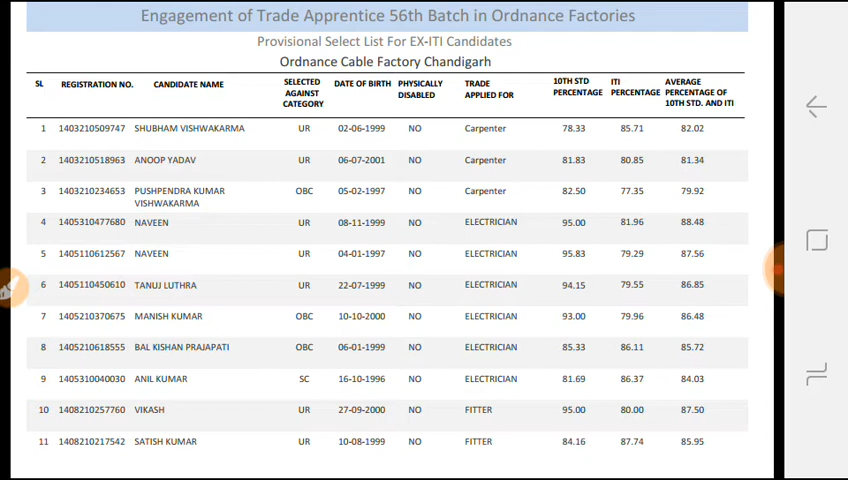 Engagement of Trade Apprentice 56th Batch in Ordnance Factories
Provisional Select List For EX-ITI Candidates
Ordnance Cable Factory Chandigarh
SL REGISTRATION NO. CANDIDATE NAME SELECTED AGAINST CATEGORY DATE OF BIRTH PHYSICALLY DISABLED TRADE APPLIED FOR 10TH STD PERCENTAGE ITI PERCENTAGE AVERAGE PERCENTAGE OF 10TH STD. AND ITI
1 1403210509747 SHUBHAM VISHWAKARMA UR 02-06-1999 NO Carpenter 78.33 85.71 82.02
2 1403210518963 ANOOP YADAV UR 06-07-2001 NO Carpenter 81.83 80.85 81.34
3 1403210234653 PUSHPENDRA KUMAR VISHWAKARMA OBC 05-02-1997 NO Carpenter 82.50 77.35 79.92
4 1405310477680 NAVEEN UR 08-11-1999 NO ELECTRICIAN 95.00 81.96 88.48
5 1405110612567 NAVEEN UR 04-01-1997 NO ELECTRICIAN 95.83 79.29 87.56
6 1405110450610 TANUJ LUTHRA UR 22-07-1999 NO ELECTRICIAN 94.15 79.55 86.85
7 1405210370675 MANISH KUMAR OBC 10-10-2000 NO ELECTRICIAN 93.00 79.96 86.48
8 1405210618555 BAL KISHAN PRAJAPATI OBC 06-01-1999 NO ELECTRICIAN 85.33 86.11 85.72
9 1405310040030 ANIL KUMAR SC 16-10-1996 NO ELECTRICIAN 81.69 86.37 84.03
10 1408210257760 VIKASH UR 27-09-2000 NO FITTER 95.00 80.00 87.50
11 1408210217542 SATISH KUMAR UR 10-08-1999 NO FITTER 84.16 87.74 85.95